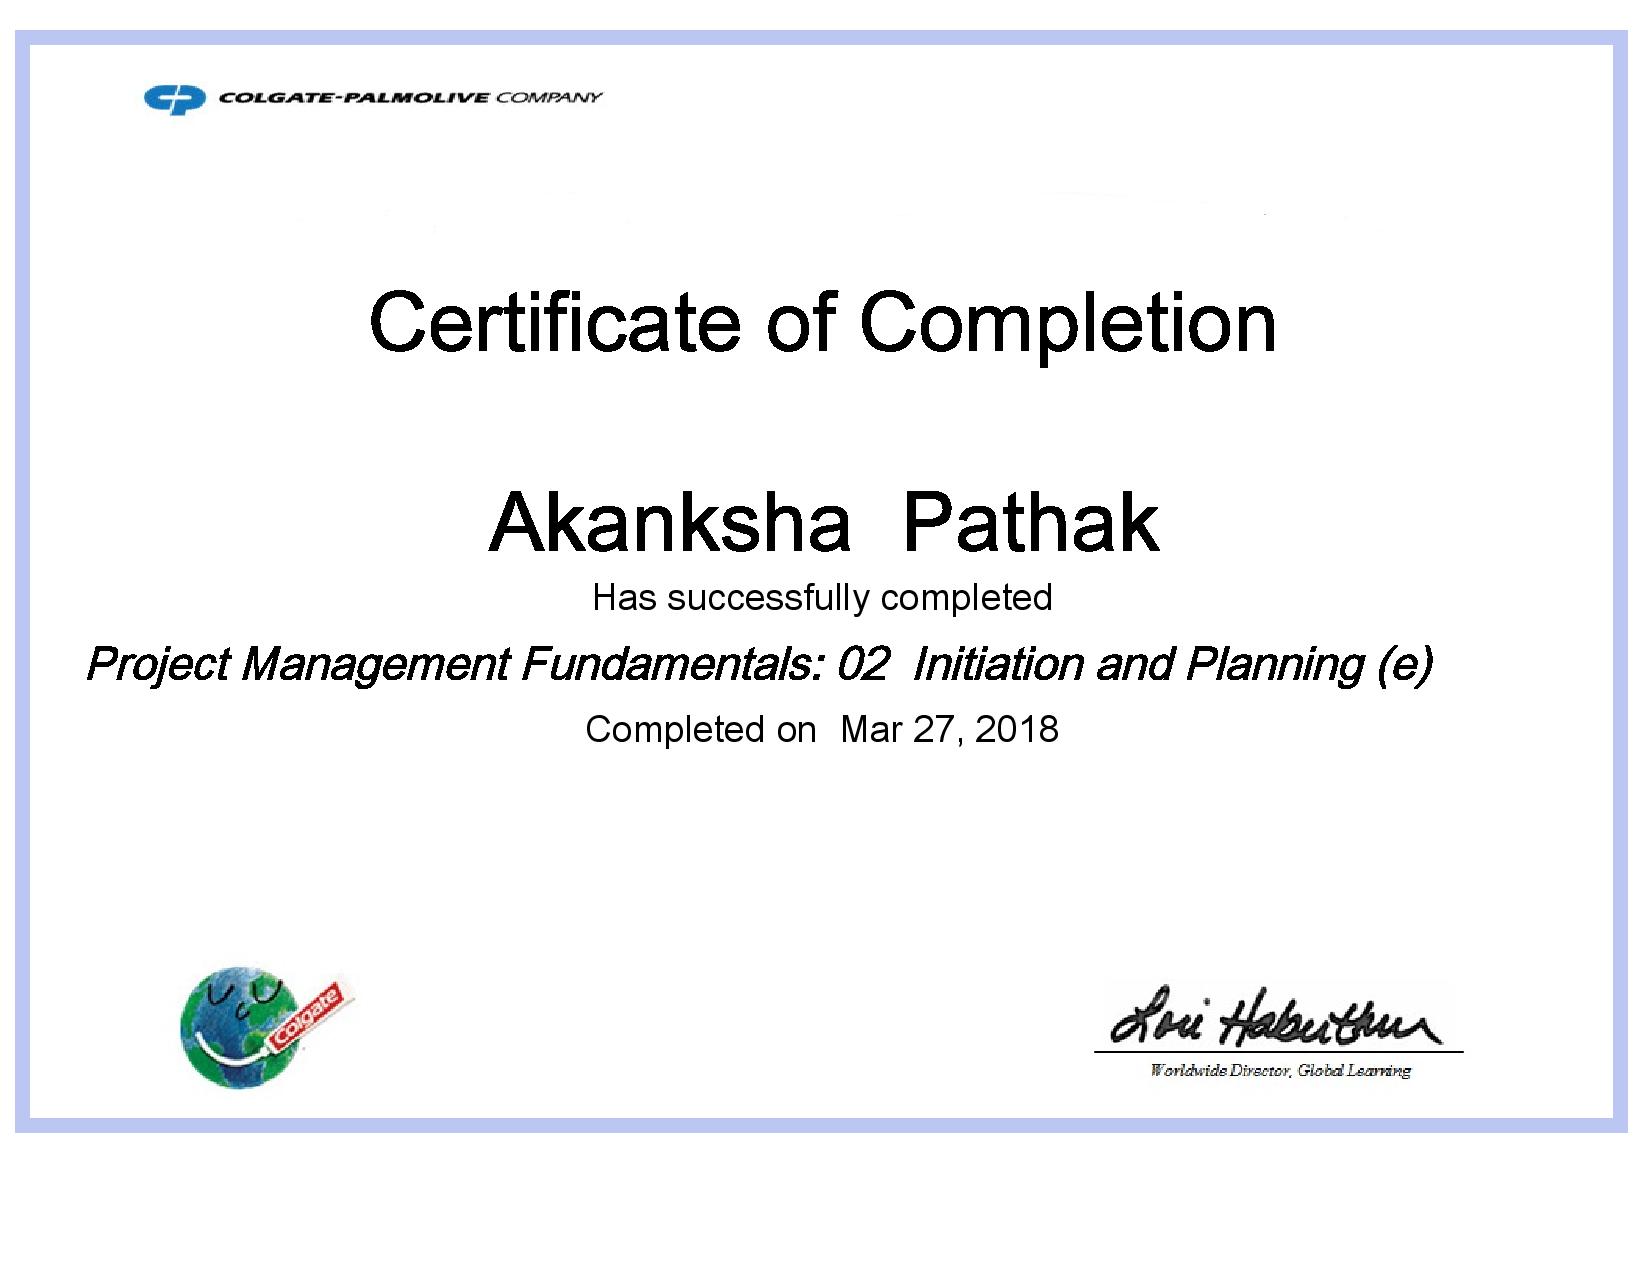 COLGATE-PALMOLIVE COMPANY
Certificate of Completion
Akanksha  Pathak
Has successfully completed
Project Management Fundamentals: 02  Initiation and Planning (e)
Completed on  Mar 27, 2018
Colgate
Lori Haberthur
Worldwide Director, Global Learning